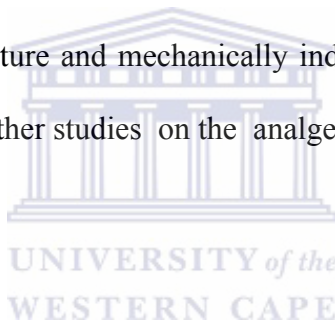 ture and mechanically ind
ther studies on the analge
UNIVERSITY of the
WESTERN CAPE